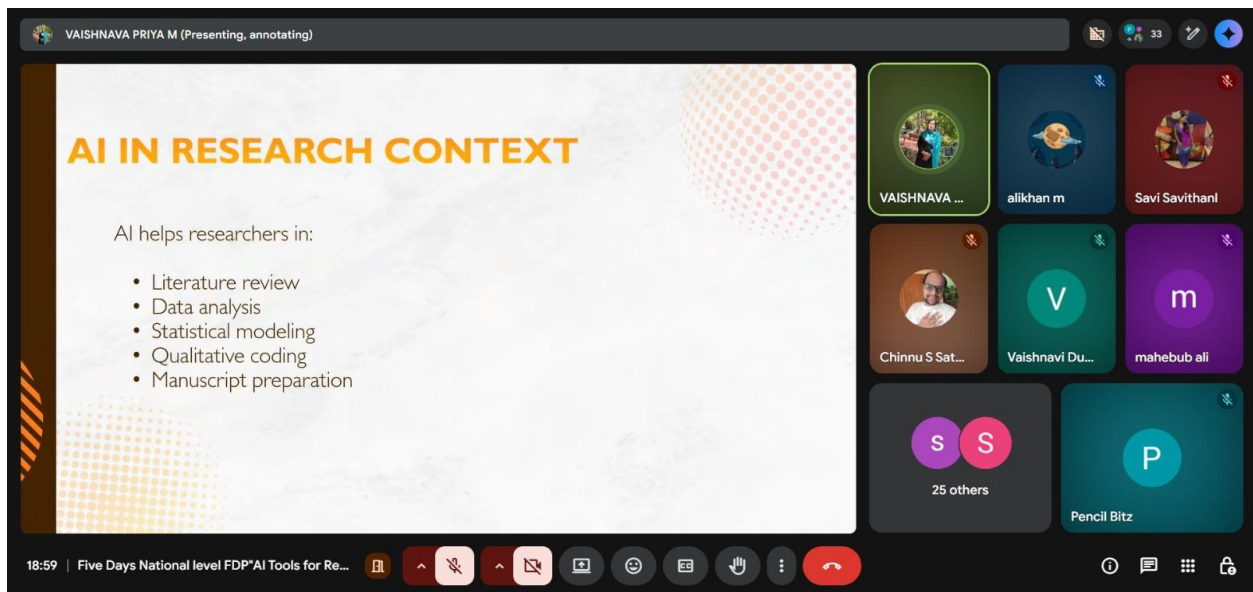 VAISHNAVA PRIYA M (Presenting, annotating)
33
AI IN RESEARCH CONTEXT
AI helps researchers in:
• Literature review
• Data analysis
• Statistical modeling
• Qualitative coding
• Manuscript preparation
VAISHNAVA ...
alikhan m
Savi Savithanl
Chinnu S Sat...
V
Vaishnavi Du...
m
mahebub ali
s S
25 others
P
Pencil Bitz
18:59 | Five Days National level FDP"AI Tools for Re...
CC